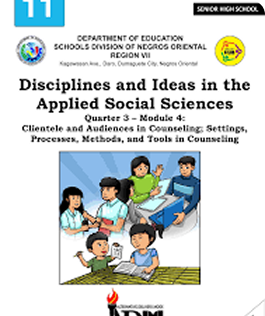 11
SENIOR HIGH SCHOOL
DEPARTMENT OF EDUCATION
SCHOOLS DIVISION OF NEGROS ORIENTAL
REGION VII
Kagawasan Ave., Daro, Dumaguete City, Negros Oriental
Disciplines and Ideas in the
Applied Social Sciences
Quarter 3 – Module 4:
Clientele and Audiences in Counseling; Settings,
Processes, Methods, and Tools in Counseling